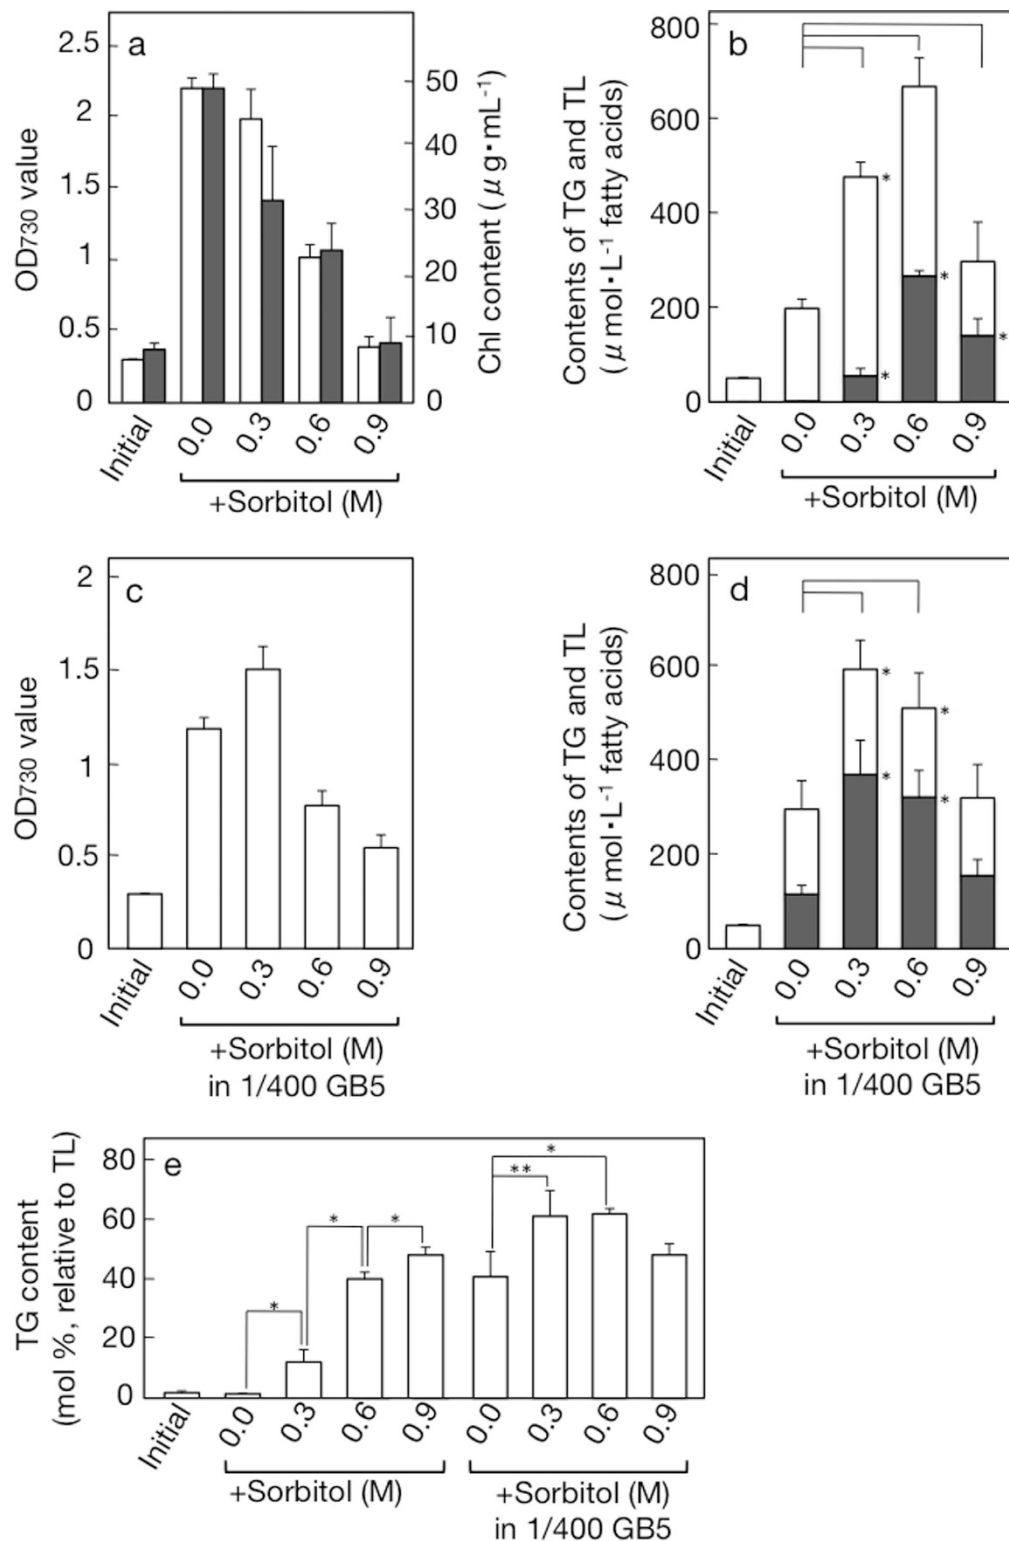 a
OD730 value
2.5
2
1.5
1
0.5
0
Chl content (μg·mL-1)
50
40
30
20
10
0
Initial
0.0
0.3
0.6
0.9
+Sorbitol (M)
b
Contents of TG and TL
(μmol·L-1 fatty acids)
800
600
400
200
0
*
*
*
*
Initial
0.0
0.3
0.6
0.9
+Sorbitol (M)
c
OD730 value
2
1.5
1
0.5
0
Initial
0.0
0.3
0.6
0.9
+Sorbitol (M)
in 1/400 GB5
d
Contents of TG and TL
(μmol·L-1 fatty acids)
800
600
400
200
0
*
*
*
*
Initial
0.0
0.3
0.6
0.9
+Sorbitol (M)
in 1/400 GB5
e
TG content
(mol %, relative to TL)
80
60
40
20
0
*
*
*
**
*
Initial
0.0
0.3
0.6
0.9
+Sorbitol (M)
0.0
0.3
0.6
0.9
+Sorbitol (M)
in 1/400 GB5